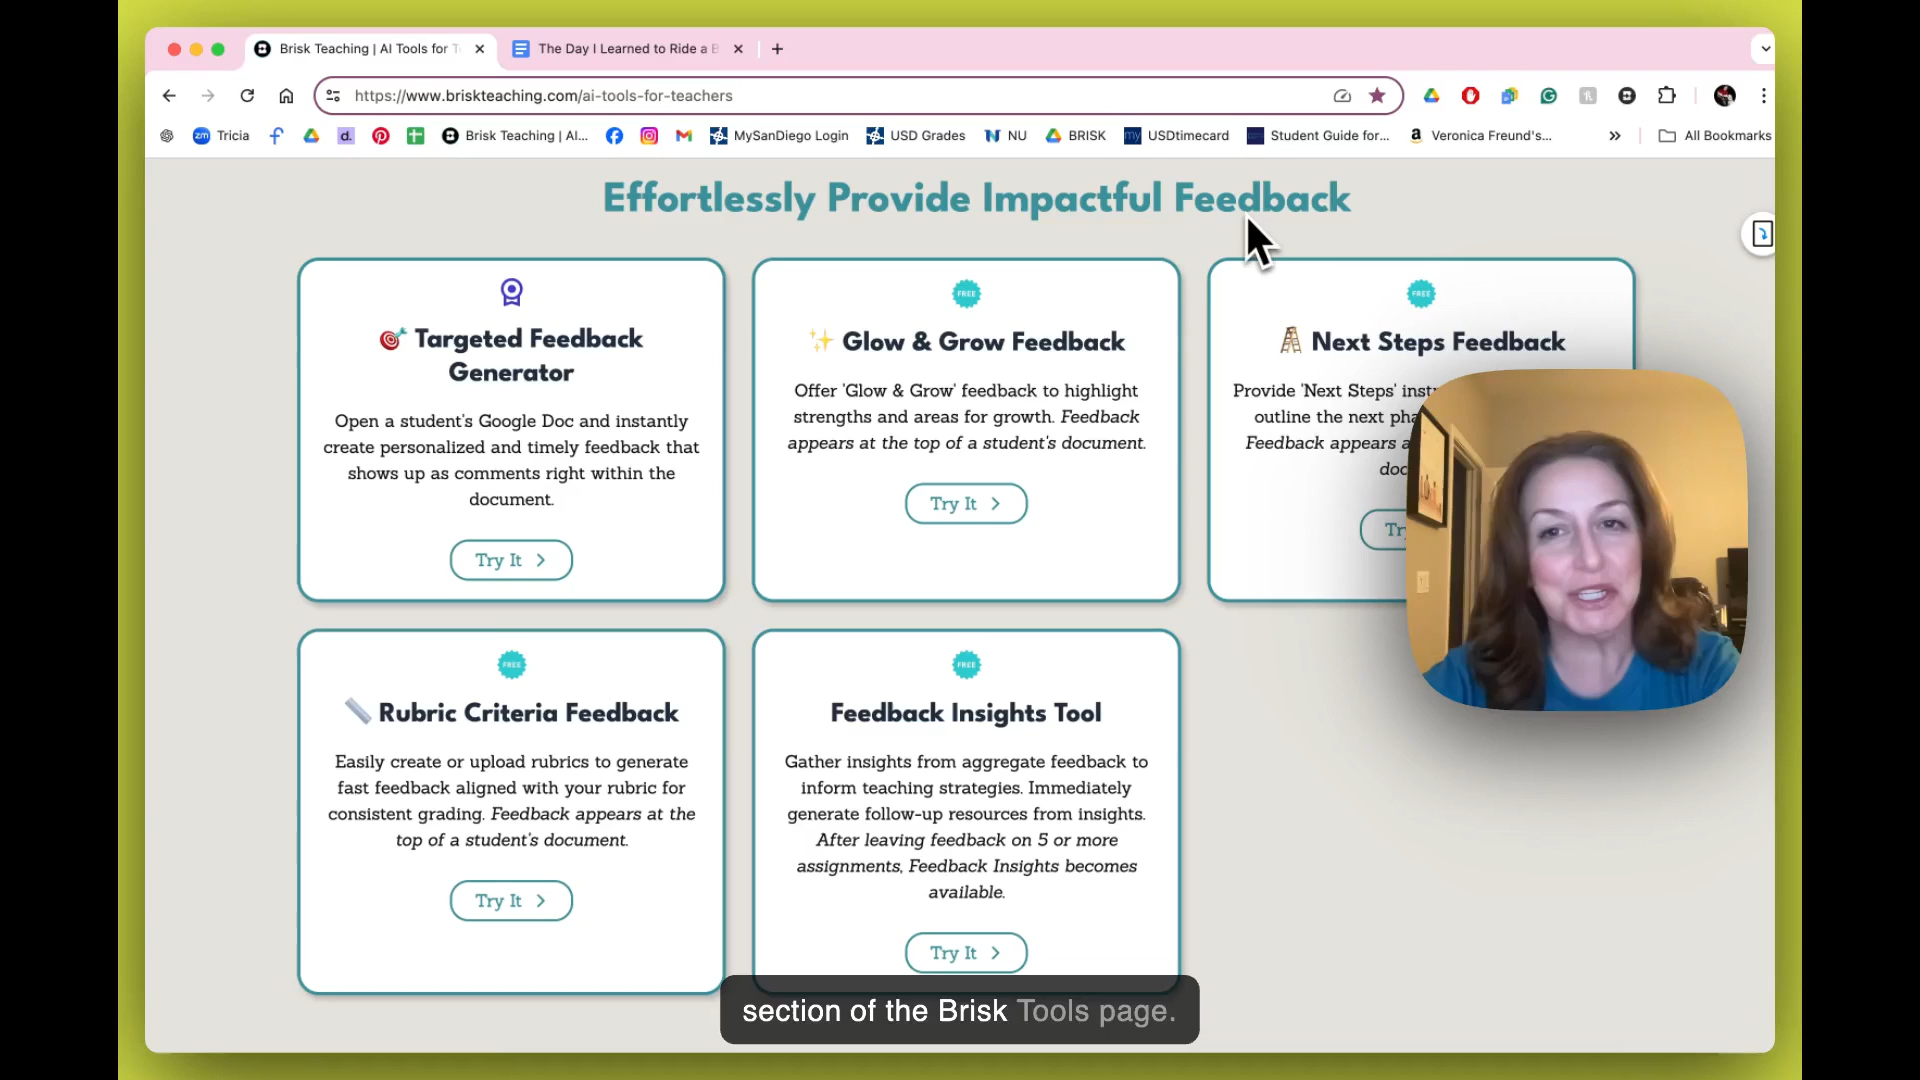 Brisk Teaching | AI Tools for T
The Day I Learned to Ride a B
https://www.briskteaching.com/ai-tools-for-teachers
zm Tricia
d.
Brisk Teaching | AI...
MySanDiego Login
USD Grades
NU
BRISK
my USDtimecard
Student Guide for...
Veronica Freund's...
All Bookmarks
Effortlessly Provide Impactful Feedback
Targeted Feedback
Generator
Open a student's Google Doc and instantly
create personalized and timely feedback that
shows up as comments right within the
document.
Try It
FREE
Glow & Grow Feedback
Offer 'Glow & Grow' feedback to highlight
strengths and areas for growth. Feedback
appears at the top of a student's document.
Try It
FREE
Next Steps Feedback
Provide 'Next Steps' inst
outline the next pha
Feedback appears a
doc
Tr
FREE
Rubric Criteria Feedback
Easily create or upload rubrics to generate
fast feedback aligned with your rubric for
consistent grading. Feedback appears at the
top of a student's document.
Try It
FREE
Feedback Insights Tool
Gather insights from aggregate feedback to
inform teaching strategies. Immediately
generate follow-up resources from insights.
After leaving feedback on 5 or more
assignments, Feedback Insights becomes
available.
Try It
section of the Brisk Tools page.